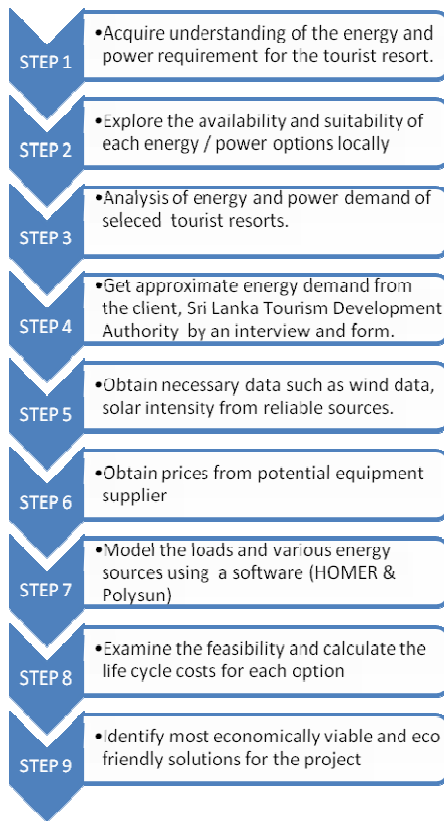 STEP 1
•Acquire understanding of the energy and
power requirement for the tourist resort.
STEP 2
•Explore the availability and suitability of
each energy / power options locally
STEP 3
•Analysis of energy and power demand of
seleced tourist resorts.
STEP 4
•Get approximate energy demand from
the client, Sri Lanka Tourism Development
Authority by an interview and form.
STEP 5
•Obtain necessary data such as wind data,
solar intensity from reliable sources.
STEP 6
•Obtain prices from potential equipment
supplier
STEP 7
•Model the loads and various energy
sources using a software (HOMER &
Polysun)
STEP 8
•Examine the feasibility and calculate the
life cycle costs for each option
STEP 9
•Identify most economically viable and eco
friendly solutions for the project